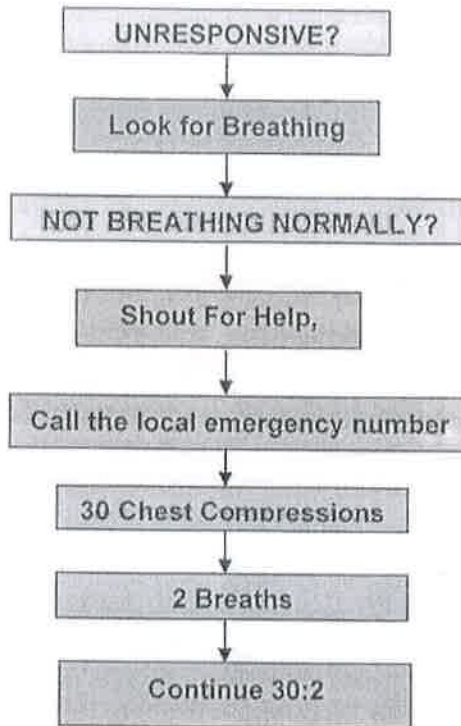 UNRESPONSIVE?
Look for Breathing
NOT BREATHING NORMALLY?
Shout For Help,
Call the local emergency number
30 Chest Compressions
2 Breaths
Continue 30:2